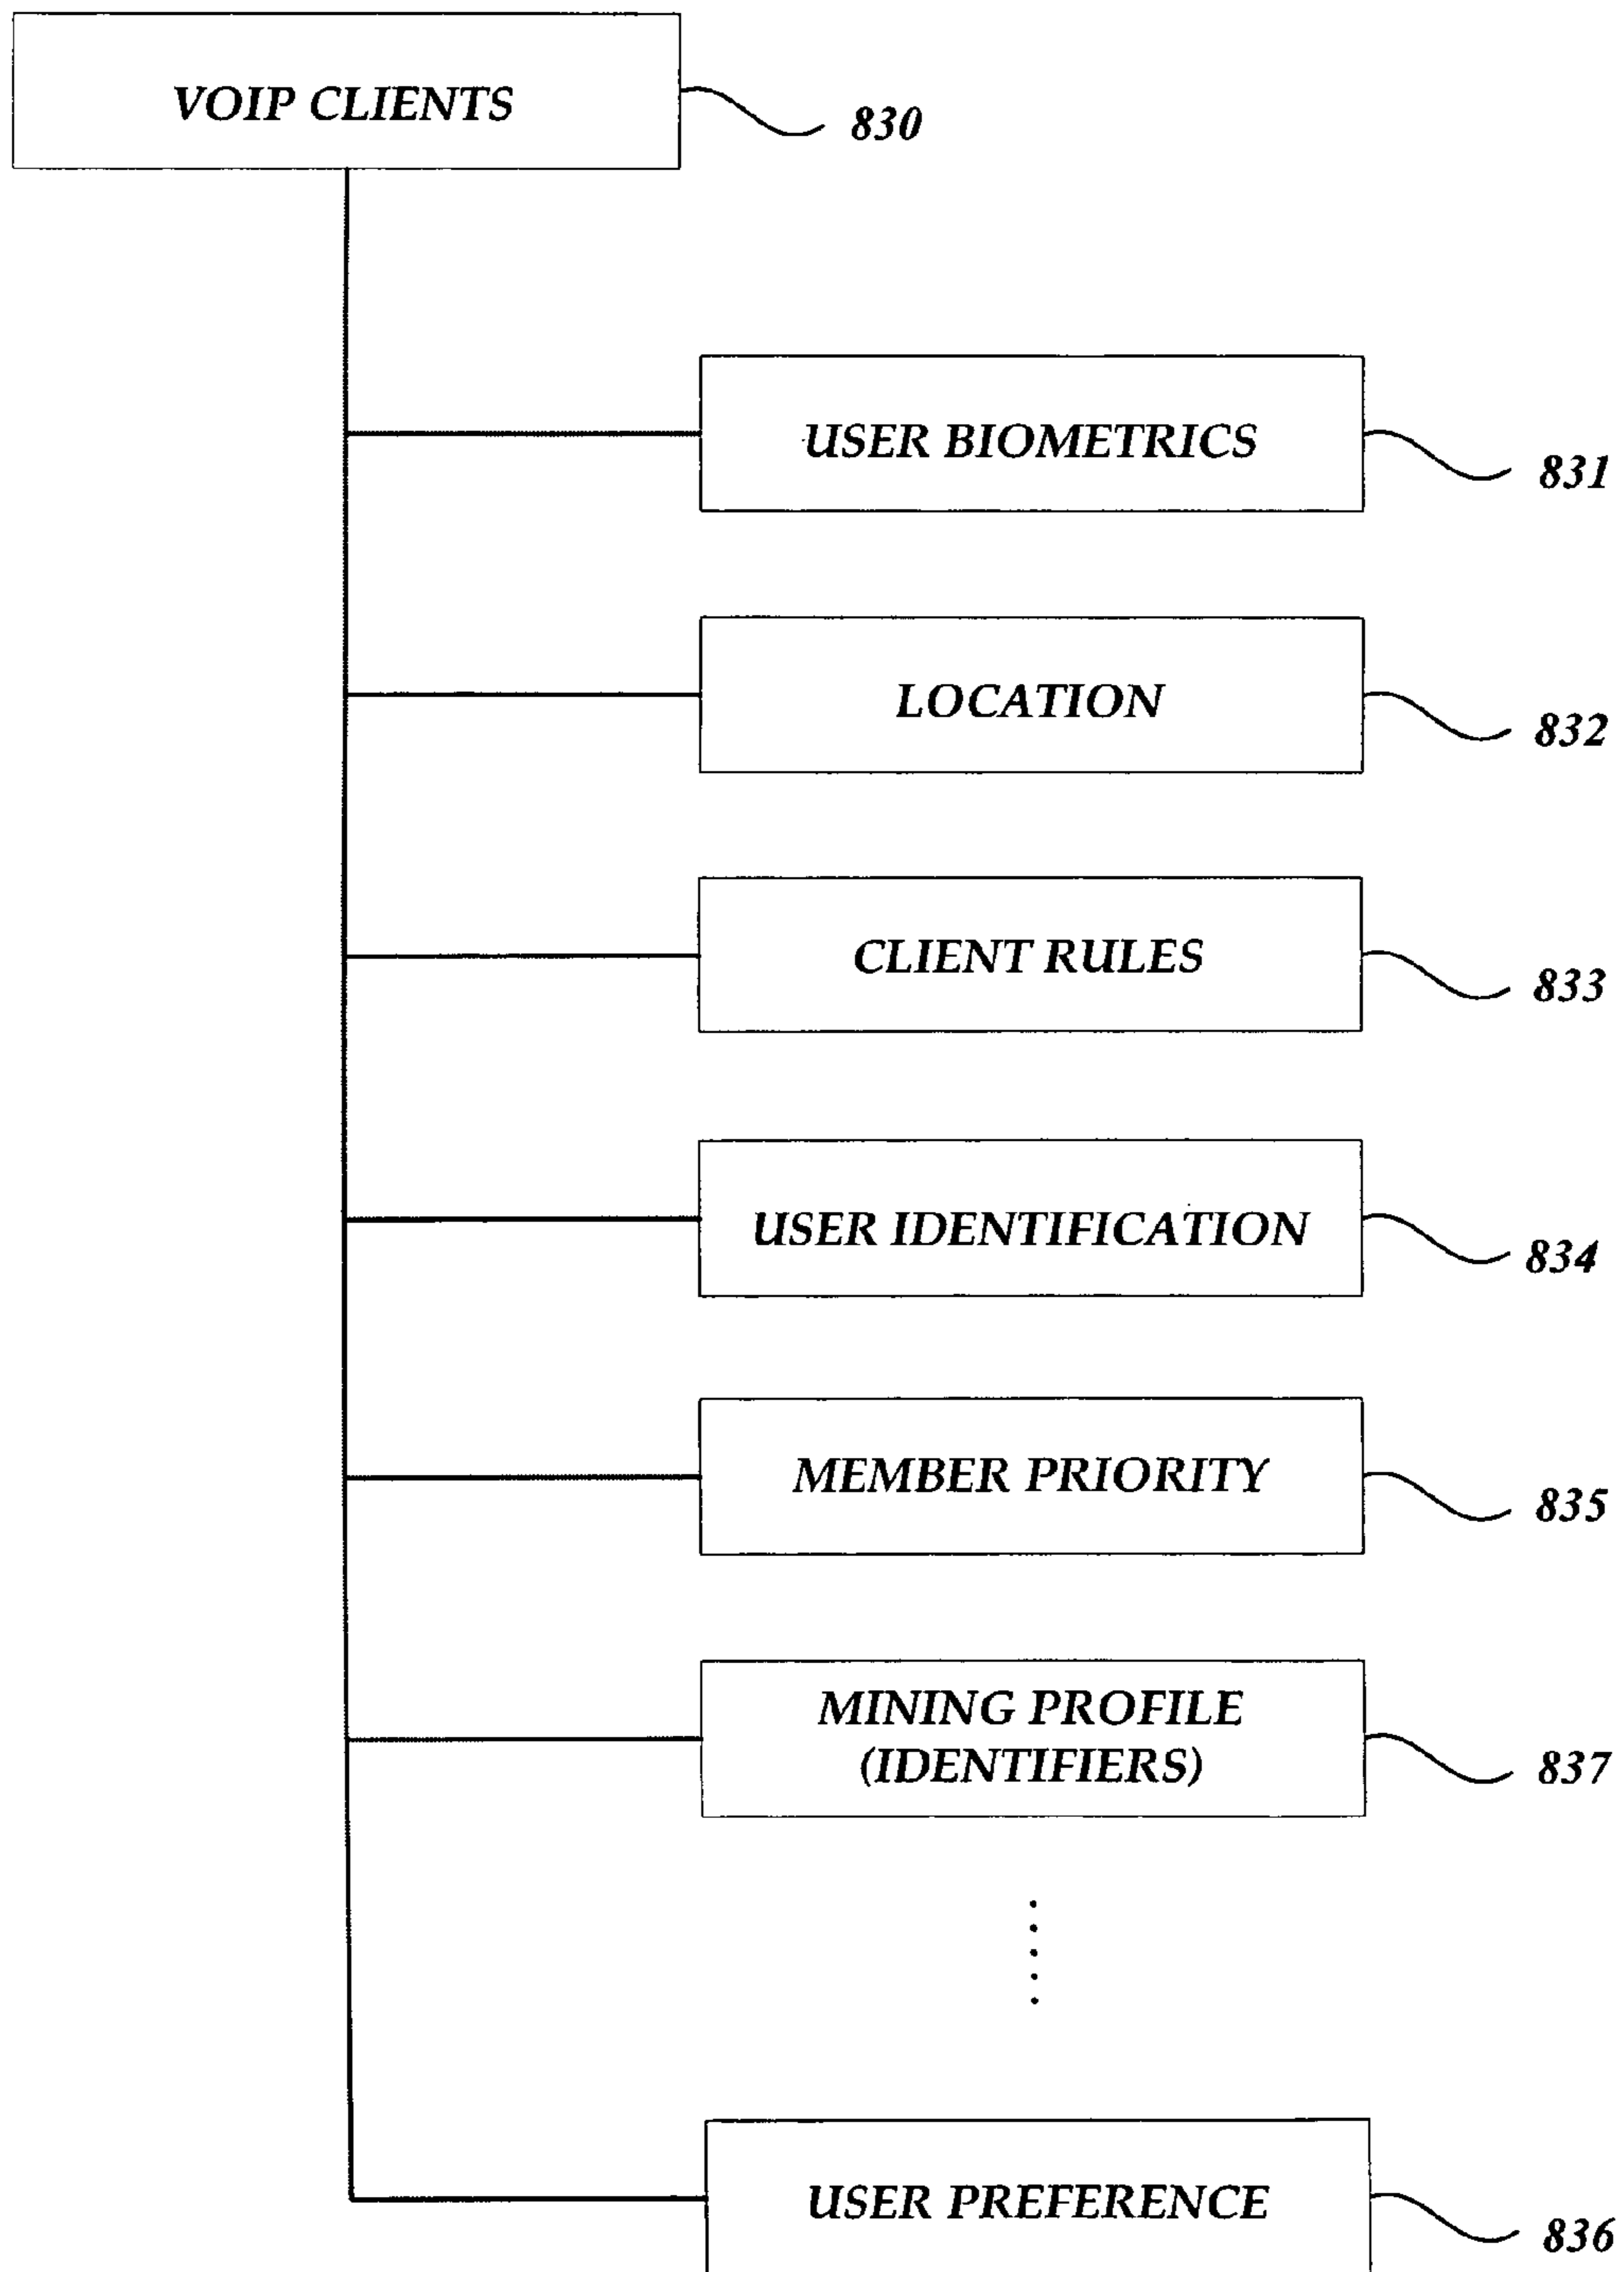 VOIP CLIENTS
830
USER BIOMETRICS
831
LOCATION
832
CLIENT RULES
833
USER IDENTIFICATION
834
MEMBER PRIORITY
835
MINING PROFILE
(IDENTIFIERS)
837
USER PREFERENCE
836